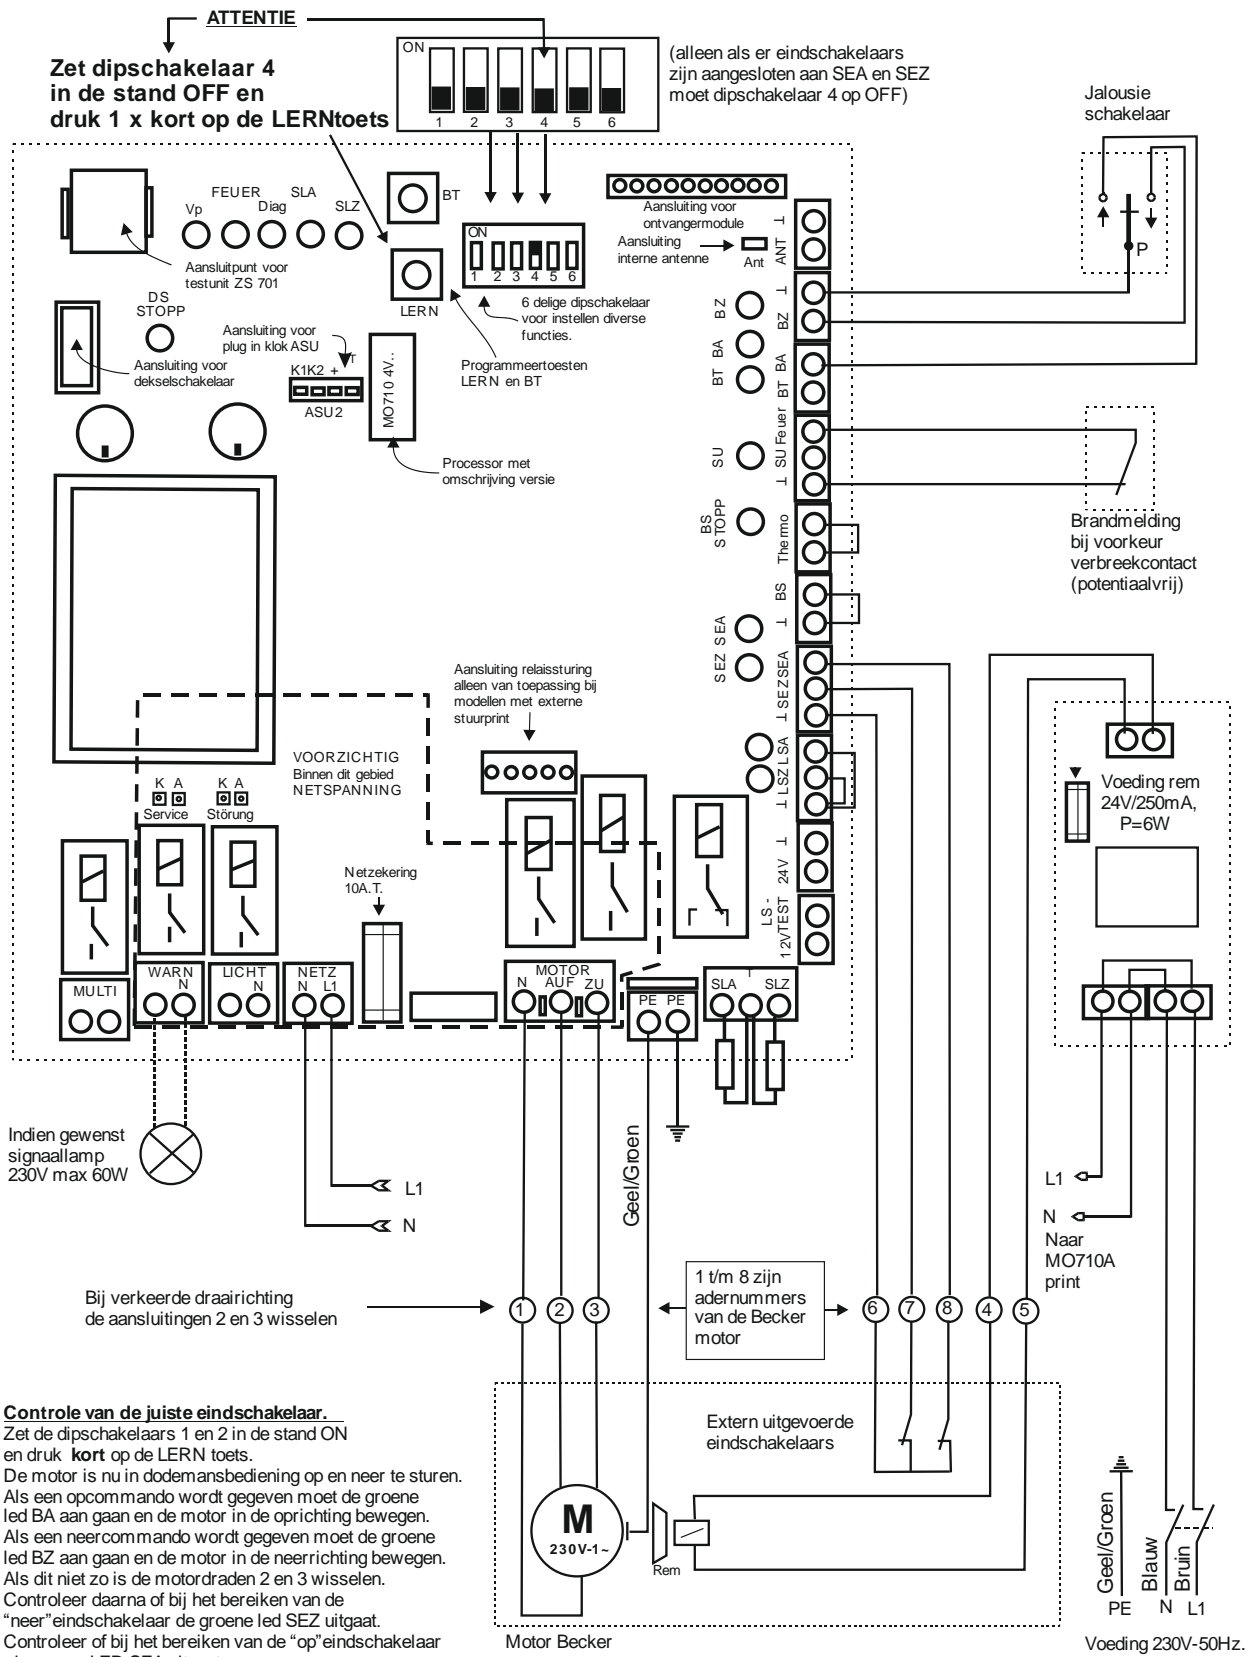 ATTENTIE
Zet dipschakelaar 4
in de stand OFF en
druk 1 x kort op de LERNtoets
ON
1 2 3 4 5 6
(alleen als er eindschakelaars
zijn aangesloten aan SEA en SEZ
moet dipschakelaar 4 op OFF)
Jalousie
schakelaar
P
FEUER SLA
Vp Diag SLZ
BT
LERN
Aansluitpunt voor
testunit ZS 701
ON
1 2 3 4 5 6
Aansluiting voor
ontvangermodule
Aansluiting
interne antenne
Ant
⊥
ANT
DS
STOPP
Aansluiting voor
dekselschakelaar
Aansluiting voor
plug in klok ASU
K1K2 + T
ASU2
MO710 4V..
6 delige dipschakelaar
voor instellen diverse
functies.
Programmeertoesten
LERN en BT
Processor met
omschrijving versie
BZ
BT BA
SU
BS
STOPP
SEZ SEA
⊥
BZ
BT BA
⊥ SU Feuer
Thermo
⊥ BS
⊥ SEZ SEA
⊥ LSZ LSA
24V ⊥
LS -
12VTEST
Brandmelding
bij voorkeur
verbreekcontact
(potentiaalvrij)
Aansluiting relaissturing
alleen van toepassing bij
modellen met externe
stuurprint
VOORZICHTIG
Binnen dit gebied
NETSPANNING
K A K A
Service Störung
Netzekering
10A.T.
Voeding rem
24V/250mA,
P=6W
MULTI
WARN
N
LICHT
N
NETZ
N L1
MOTOR
N AUF ZU
PE PE
T
SLA SLZ
Indien gewenst
signaallamp
230V max 60W
L1
N
Geel/Groen
L1
N
Naar
MO710A
print
Bij verkeerde draairichting
de aansluitingen 2 en 3 wisselen
1 2 3
1 t/m 8 zijn
adernummers
van de Becker
motor
6 7 8 4 5
Controle van de juiste eindschakelaar.
Zet de dipschakelaars 1 en 2 in de stand ON
en druk kort op de LERN toets.
De motor is nu in dodemansbediening op en neer te sturen.
Als een opcommando wordt gegeven moet de groene
led BA aan gaan en de motor in de oprichting bewegen.
Als een neercommando wordt gegeven moet de groene
led BZ aan gaan en de motor in de neerrichting bewegen.
Als dit niet zo is de motordraden 2 en 3 wisselen.
Controleer daarna of bij het bereiken van de
“neer”eindschakelaar de groene led SEZ uitgaat.
Controleer of bij het bereiken van de “op”eindschakelaar
Extern uitgevoerde
eindschakelaars
M
230V-1~
Rem
Motor Becker
Geel/Groen
Blauw
Bruin
PE N L1
Voeding 230V-50Hz.